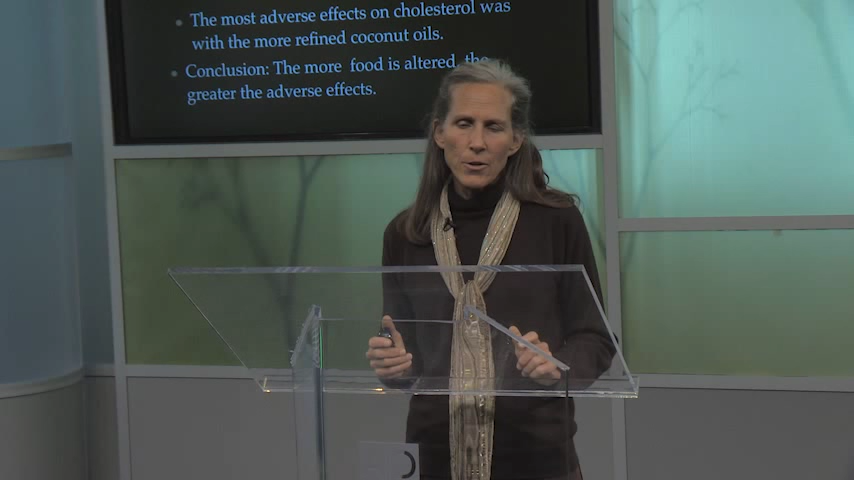 The most adverse effects on cholesterol was
with the more refined coconut oils.
Conclusion: The more food is altered, the
greater the adverse effects.